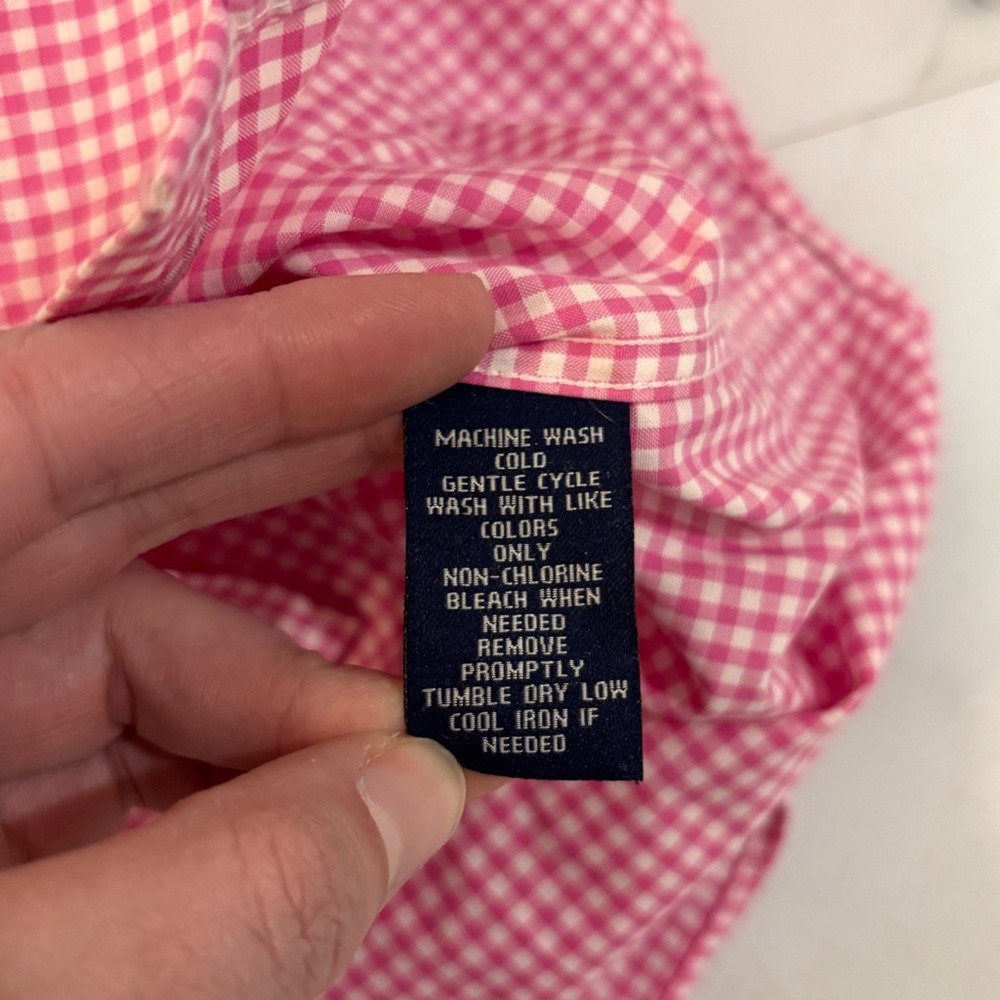 MACHINE WASH
COLD
GENTLE CYCLE
WASH WITH LIKE
COLORS
ONLY
NON-CHLORINE
BLEACH WHEN
NEEDED
REMOVE
PROMPTLY
TUMBLE DRY LOW
COOL IRON IF
NEEDED